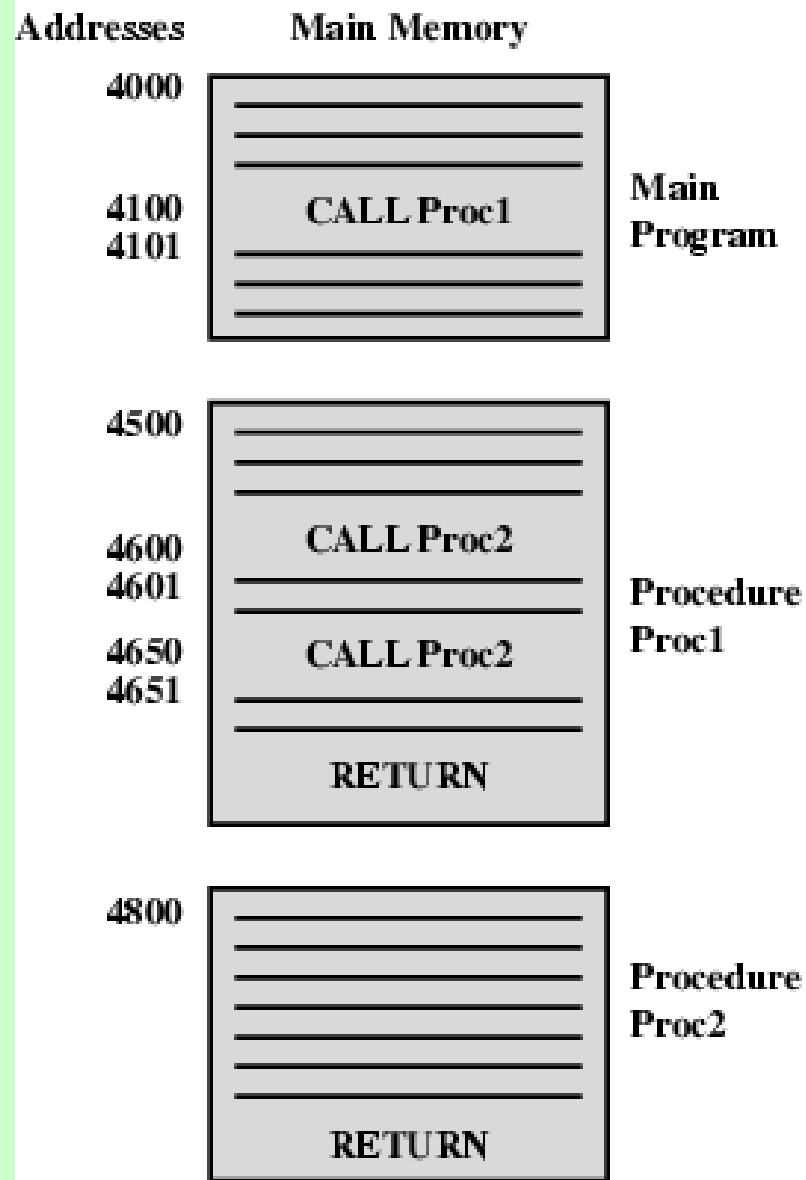 Addresses Main Memory
4000
4100 CALL Proc1
4101
Main
Program
4500
4600 CALL Proc2
4601
4650 CALL Proc2
4651
RETURN
Procedure
Proc1
4800
Procedure
Proc2
RETURN